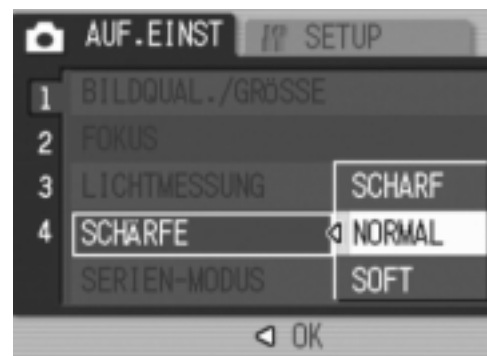 AUF.EINST SETUP
1 BILDQUAL./GRÖSSE
2 FOKUS
3 LICHTMESSUNG SCHARF
4 SCHÄRFE NORMAL
SERIEN-MODUS SOFT
OK